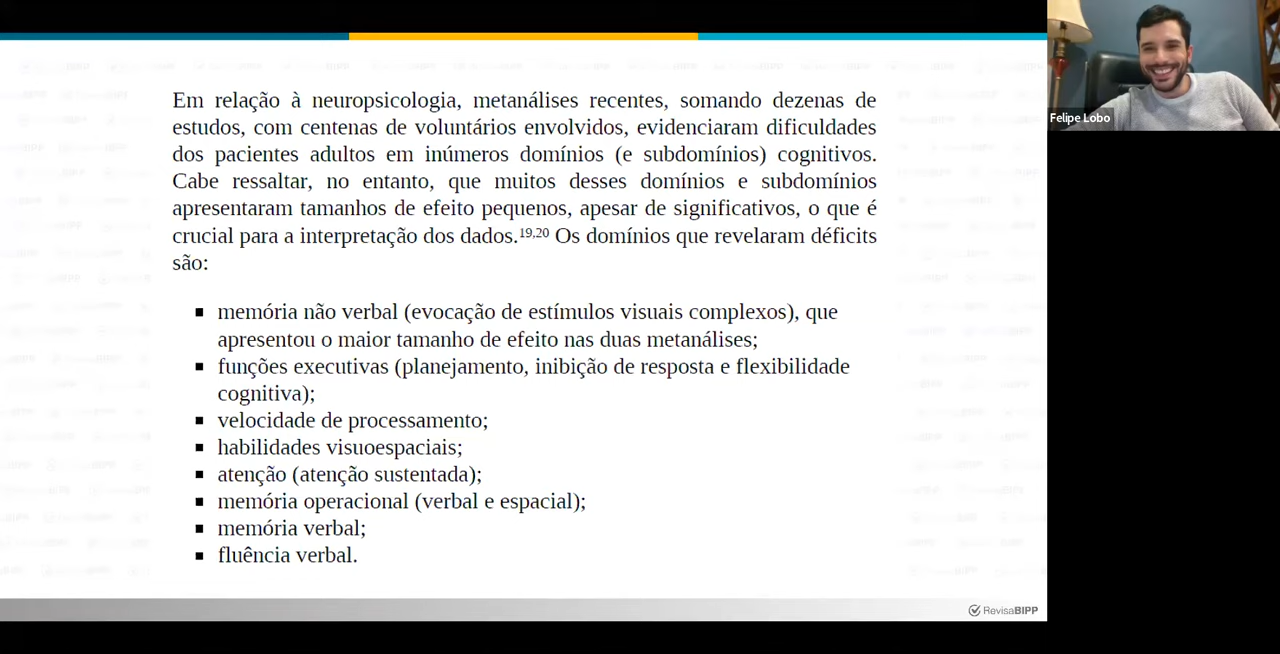 Em relação à neuropsicologia, metanálises recentes, somando dezenas de
estudos, com centenas de voluntários envolvidos, evidenciaram dificuldades
dos pacientes adultos em inúmeros domínios (e subdomínios) cognitivos.
Cabe ressaltar, no entanto, que muitos desses domínios e subdomínios
apresentaram tamanhos de efeito pequenos, apesar de significativos, o que é
crucial para a interpretação dos dados.19,20 Os domínios que revelaram déficits
são:
▪ memória não verbal (evocação de estímulos visuais complexos), que
apresentou o maior tamanho de efeito nas duas metanálises;
▪ funções executivas (planejamento, inibição de resposta e flexibilidade
cognitiva);
▪ velocidade de processamento;
▪ habilidades visuoespaciais;
▪ atenção (atenção sustentada);
▪ memória operacional (verbal e espacial);
▪ memória verbal;
▪ fluência verbal.
RevisaBIPP
Felipe Lobo